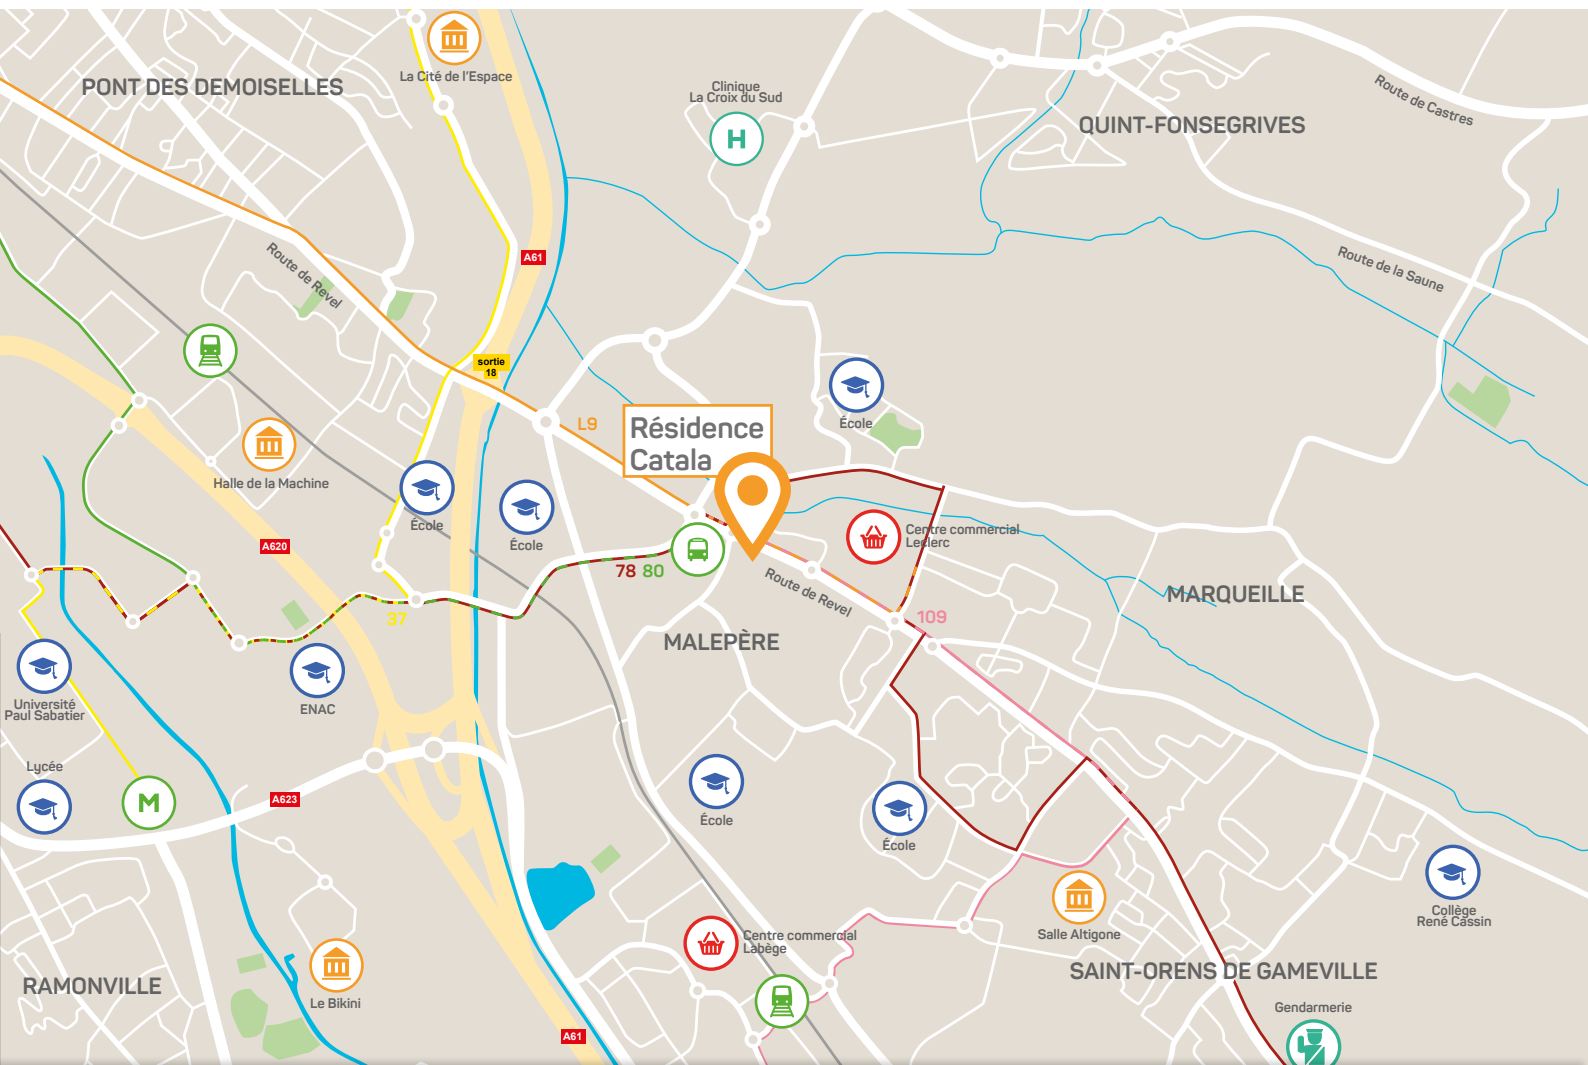 La Cité de l'Espace
PONT DES DEMOISELLES
Clinique
La Croix du Sud
H
Route de Castres
QUINT-FONSEGRIVES
Route de Revel
A61
Route de la Saune
sortie
18
L9
Résidence
Catala
École
Halle de la Machine
École
École
Centre commercial
Leclerc
A620
78 80
Route de Revel
MARQUEILLE
37
109
MALEPÈRE
Université
Paul Sabatier
ENAC
Lycée
M
A623
École
École
Collège
René Cassin
Centre commercial
Labège
Salle Altigone
SAINT-ORENS DE GAMEVILLE
RAMONVILLE
Le Bikini
Gendarmerie
A61